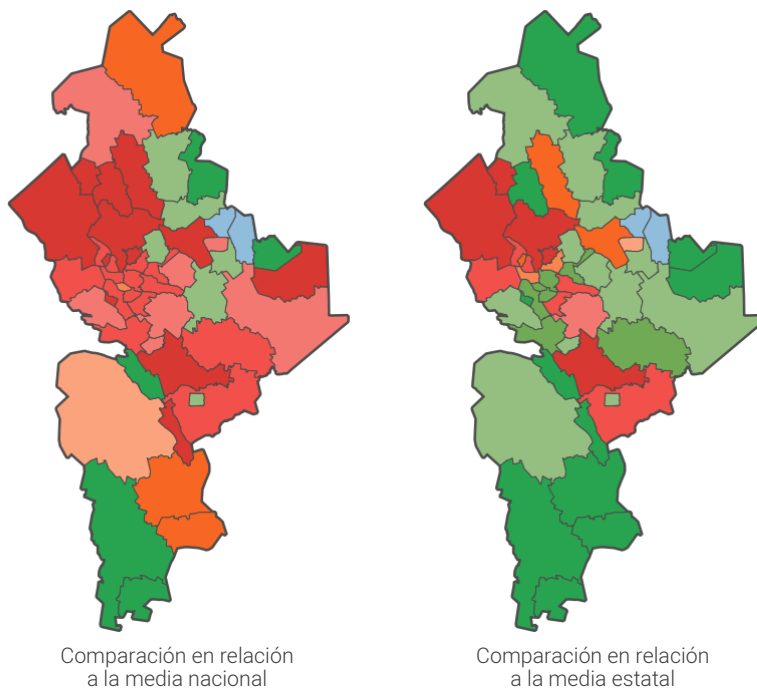 Comparación en relación
a la media nacional
Comparación en relación
a la media estatal